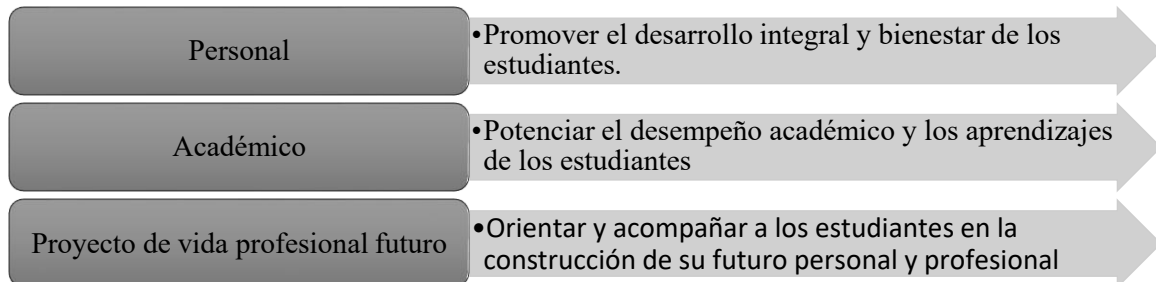 Personal
•Promover el desarrollo integral y bienestar de los
estudiantes.
Académico
•Potenciar el desempeño académico y los aprendizajes
de los estudiantes
Proyecto de vida profesional futuro
•Orientar y acompañar a los estudiantes en la
construcción de su futuro personal y profesional